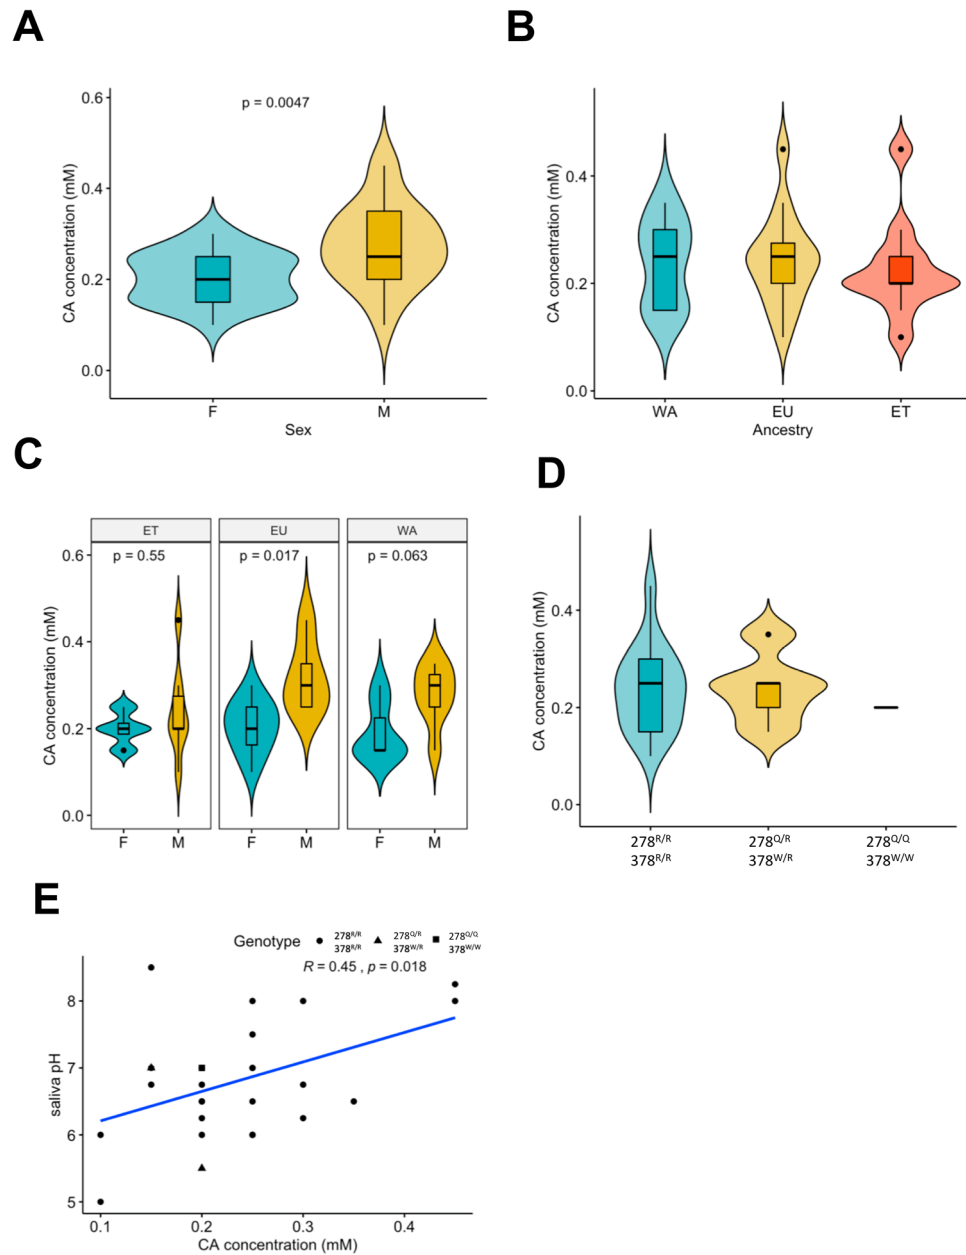 A
p = 0.0047
0.6
0.4
0.2
0.0
CA concentration (mM)
F M
Sex
B
0.4
0.2
0.0
CA concentration (mM)
WA EU ET
Ancestry
C
ET EU WA
p = 0.55 p = 0.017 p = 0.063
0.6
0.4
0.2
0.0
CA concentration (mM)
F M F M F M
D
0.4
0.2
0.0
CA concentration (mM)
278R/R 278Q/R 278Q/Q
378R/R 378W/R 378W/W
E
Genotype 278R/R 278Q/R 278Q/Q
378R/R 378W/R 378W/W
R = 0.45 , p = 0.018
8
7
6
5
saliva pH
0.1 0.2 0.3 0.4
CA concentration (mM)